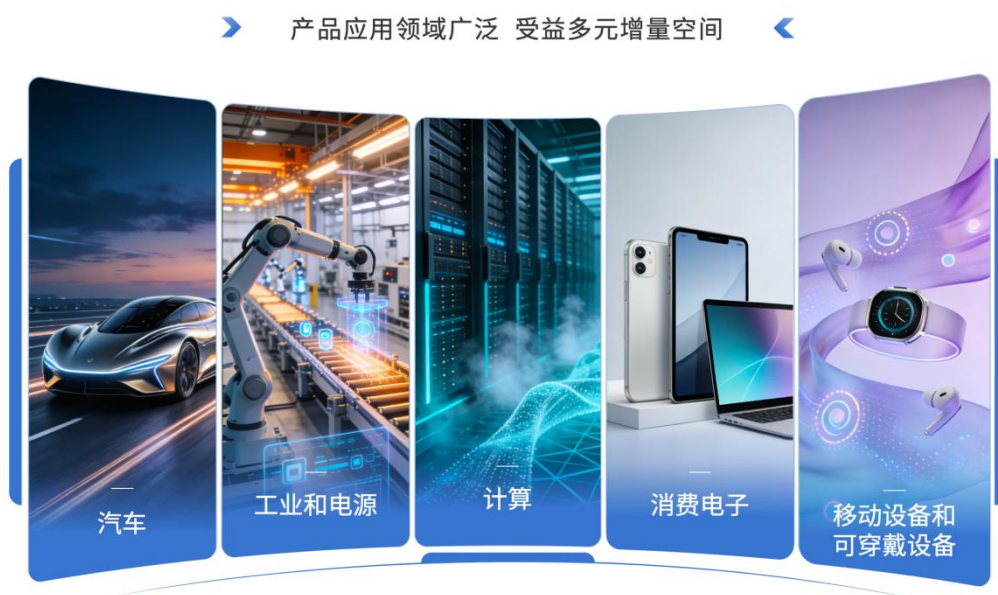 产品应用领域广泛 受益多元增量空间
汽车
工业和电源
计算
消费电子
移动设备和
可穿戴设备